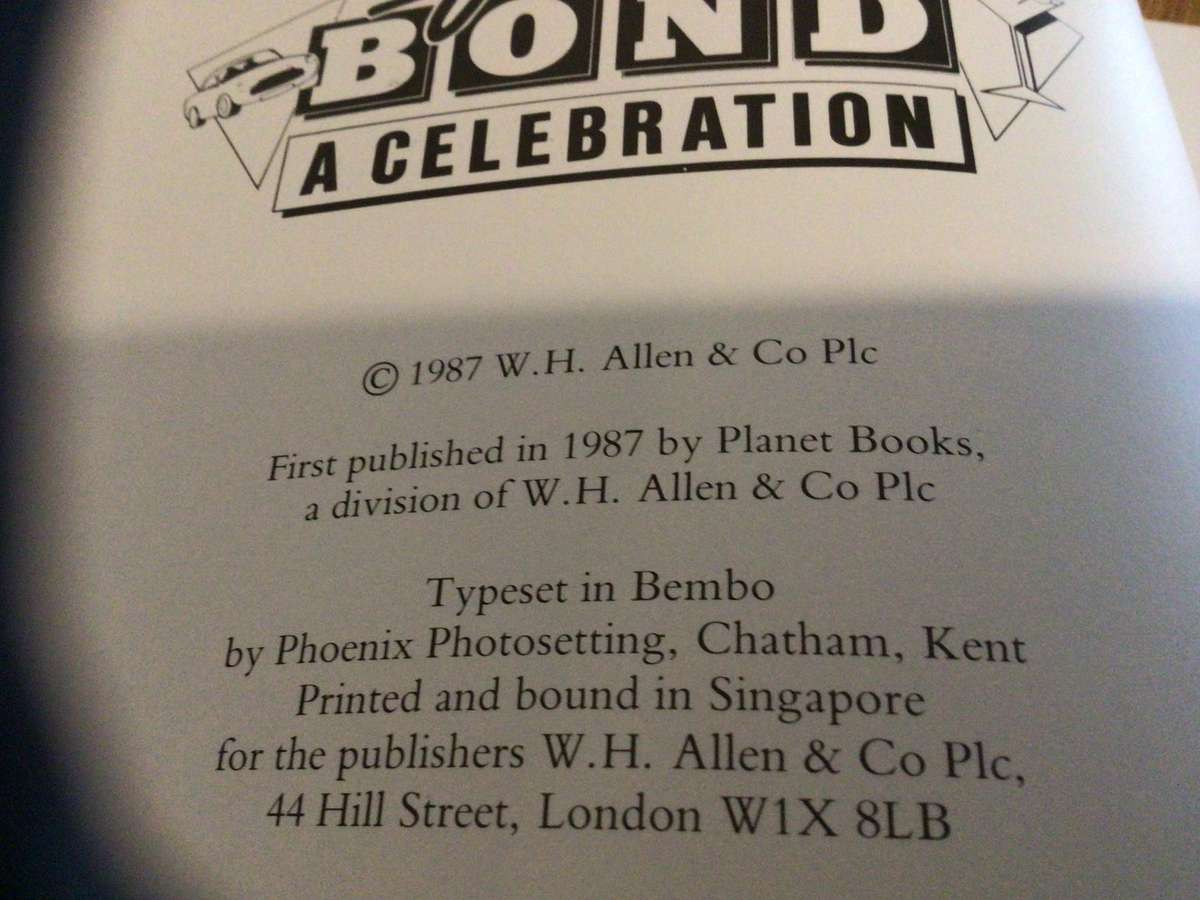 BOND
A CELEBRATION
© 1987 W.H. Allen & Co Plc
First published in 1987 by Planet Books,
a division of W.H. Allen & Co Plc
Typeset in Bembo
by Phoenix Photosetting, Chatham, Kent
Printed and bound in Singapore
for the publishers W.H. Allen & Co Plc,
44 Hill Street, London W1X 8LB